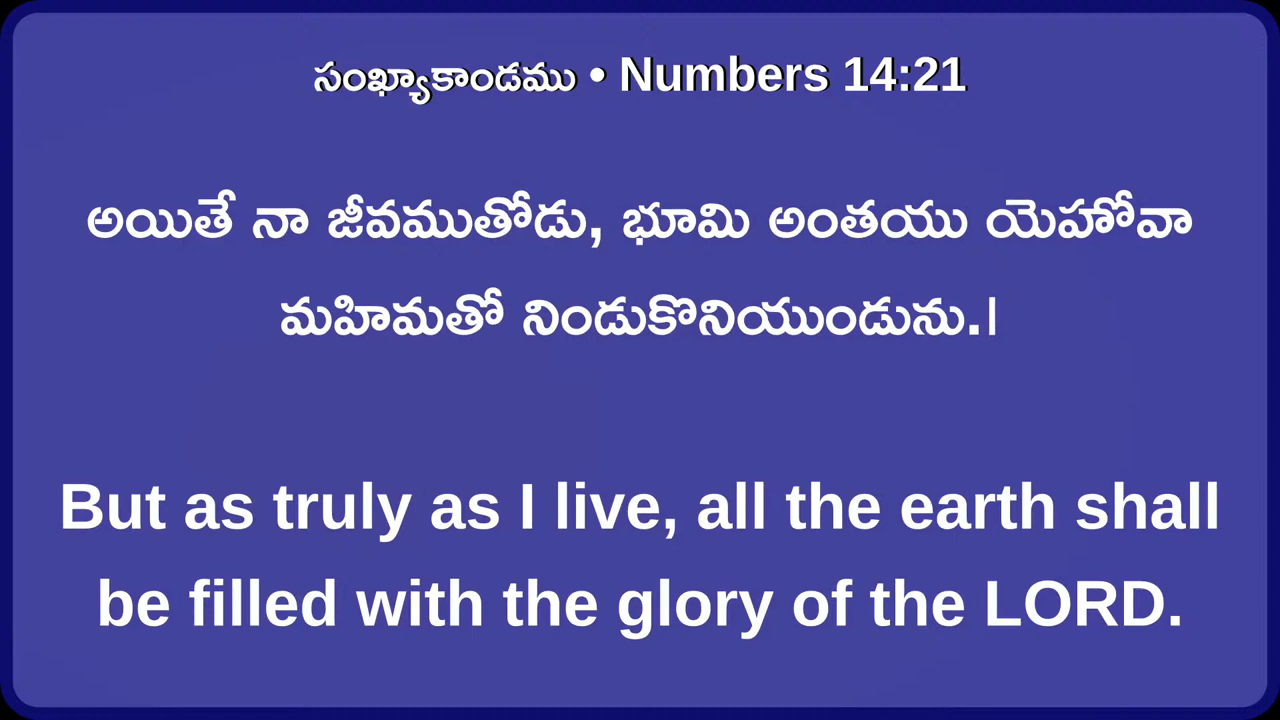 సంఖ్యాకాండము • Numbers 14:21
అయితే నా జీవముతోడు, భూమి అంతయు యెహోవా
మహిమతో నిండుకొనియుండును.।
But as truly as I live, all the earth shall
be filled with the glory of the LORD.